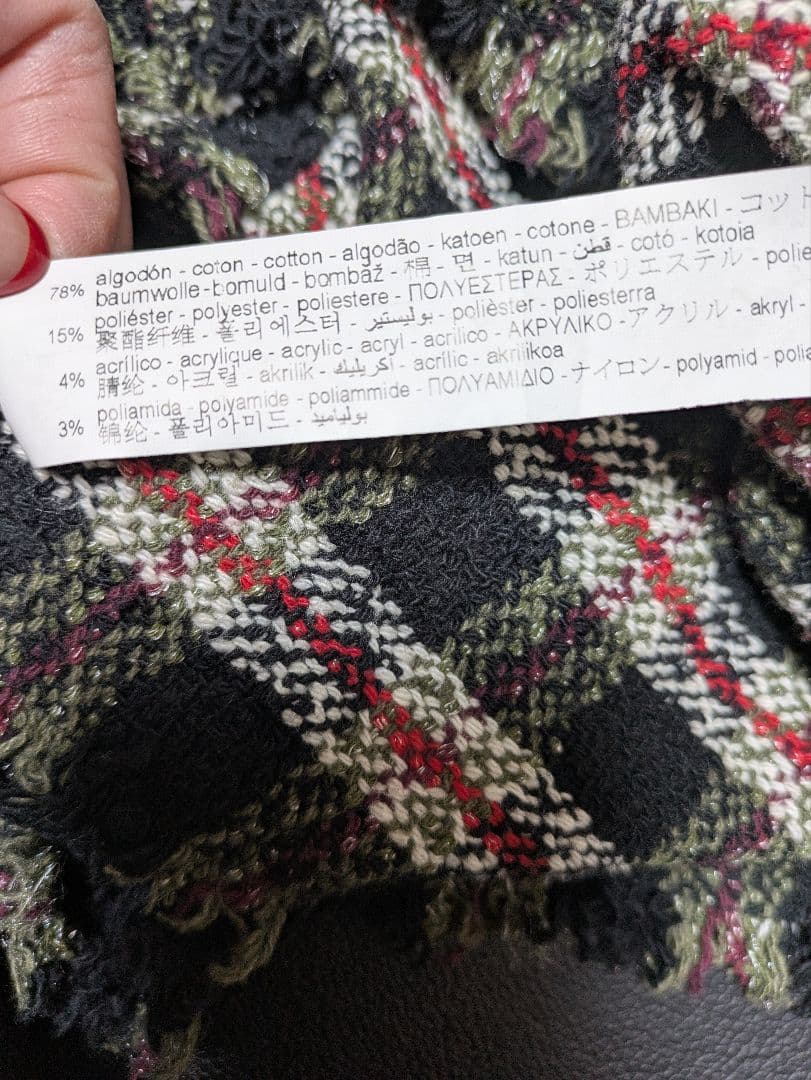 78% algodón - coton - cotton - algodão - katoen - cotone - BAMBAKI - コット
baumwolle - bomuld - bombaž - 棉 - 면 - katun - قطن - cotó - kotoia
15% poliéster - polyester - poliestere - ΠΟΛΥΕΣΤΕΡΑΣ - ポリエステル - polie
聚酯纤维 - 폴리에스터 - بوليستير - polièster - poliesterra
4% acrílico - acrylique - acrylic - acryl - acrilico - ΑΚΡΥΛΙΚΟ - アクリル - akryl -
腈纶 - 아크릴 - akrilik - أكريليك - acrílic - akrilikoa
3% poliamida - polyamide - poliammide - ΠΟΛΥΑΜΙΔΙΟ - ナイロン - polyamid - polia
锦纶 - 폴리아미드 - بولياميد